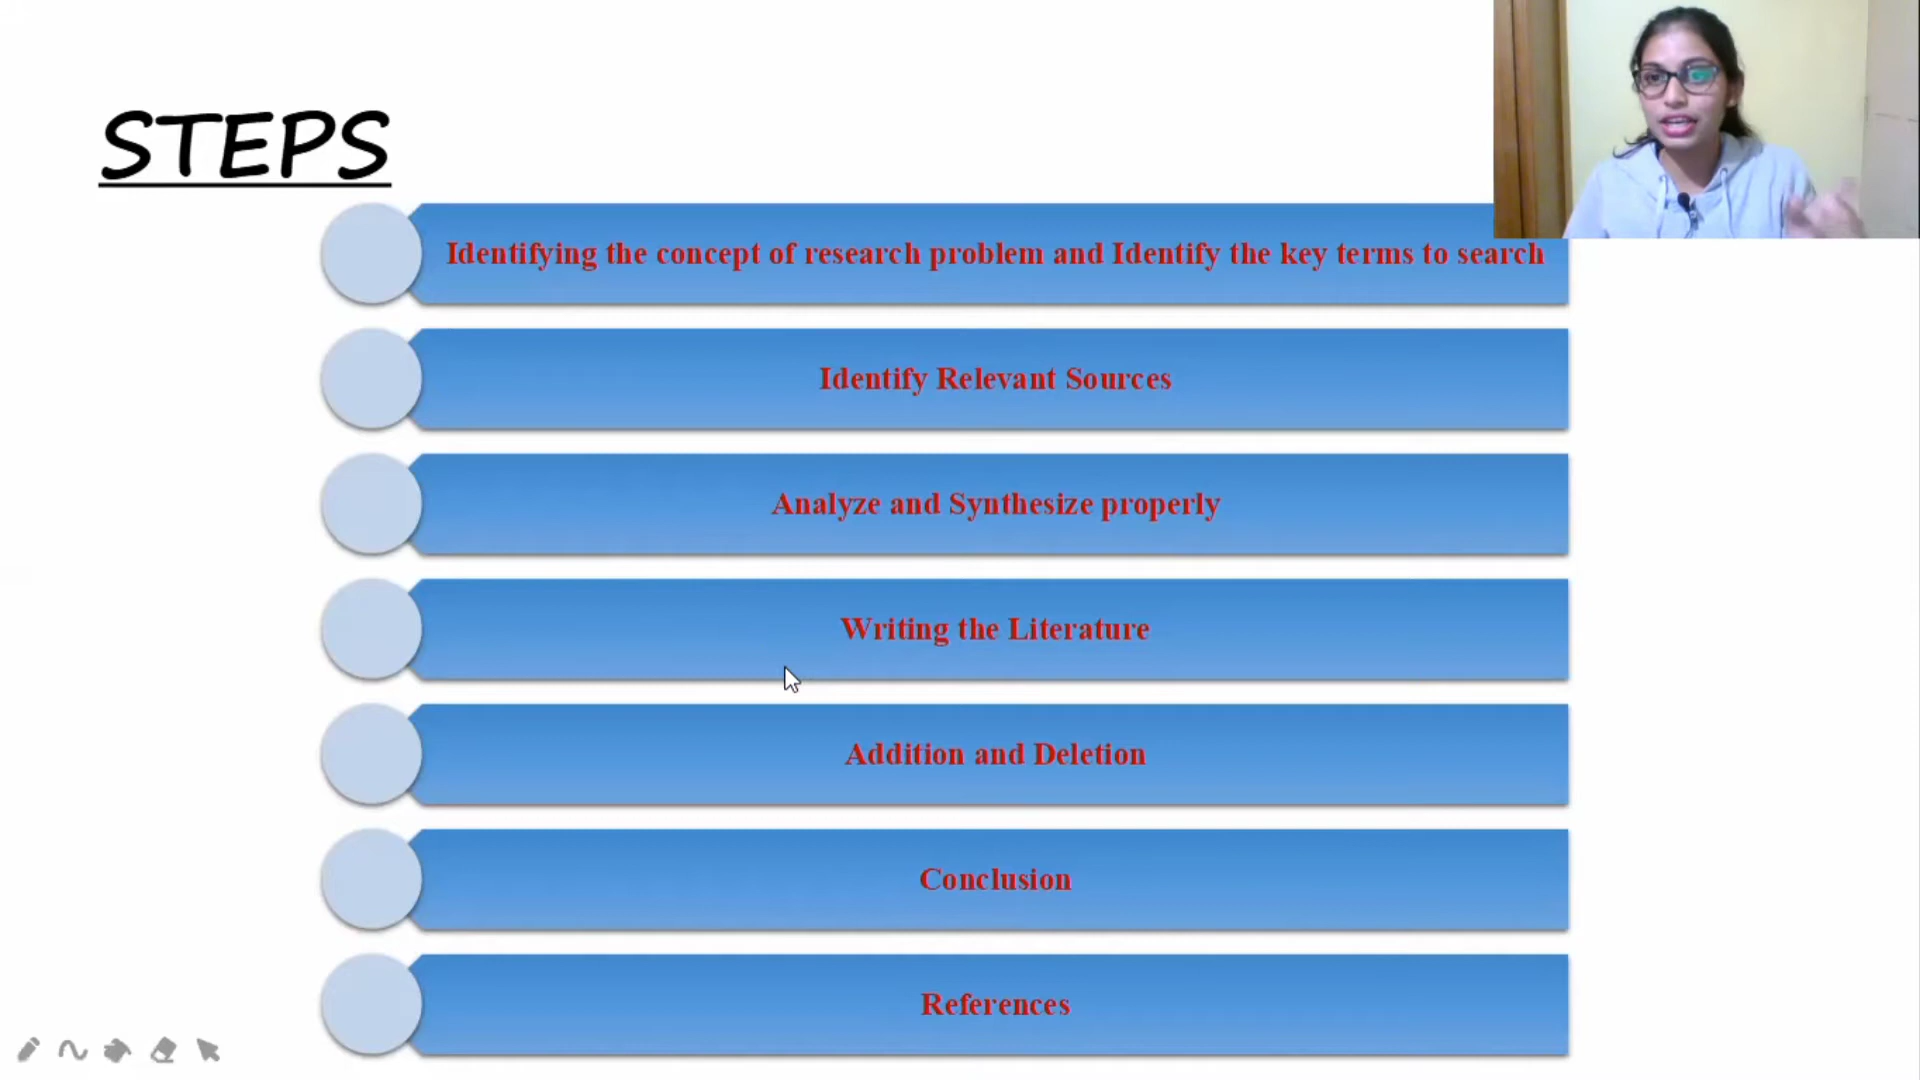 STEPS
Identifying the concept of research problem and Identify the key terms to search
Identify Relevant Sources
Analyze and Synthesize properly
Writing the Literature
Addition and Deletion
Conclusion
References